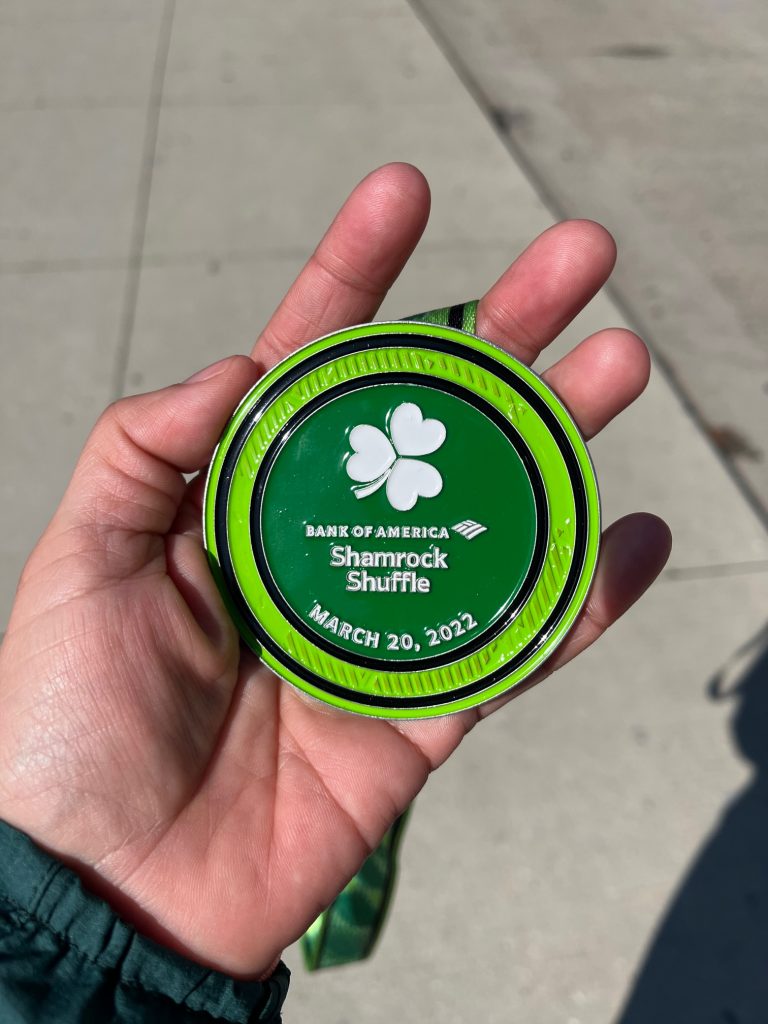 BANK OF AMERICA
Shamrock
Shuffle
MARCH 20, 2022